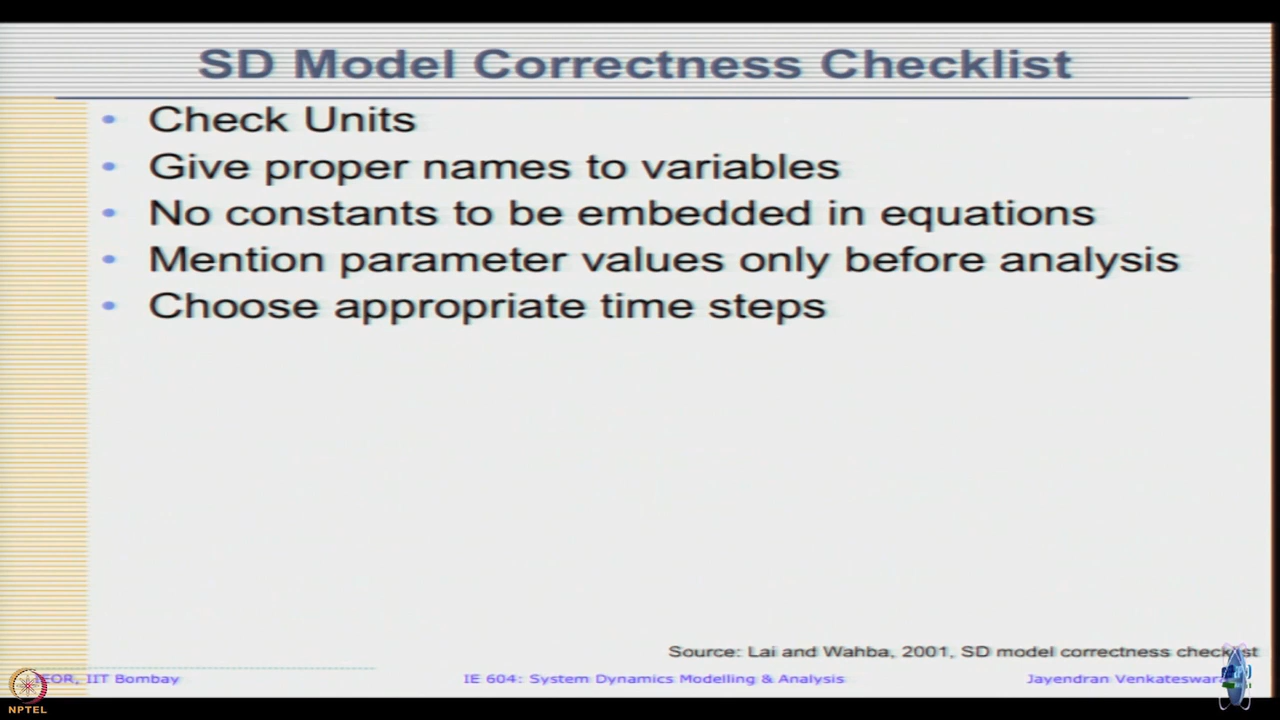 SD Model Correctness Checklist
• Check Units
• Give proper names to variables
• No constants to be embedded in equations
• Mention parameter values only before analysis
• Choose appropriate time steps
Source: Lai and Wahba, 2001, SD model correctness checklist
IEOR, IIT Bombay
IE 604: System Dynamics Modelling & Analysis
Jayendran
NPTEL